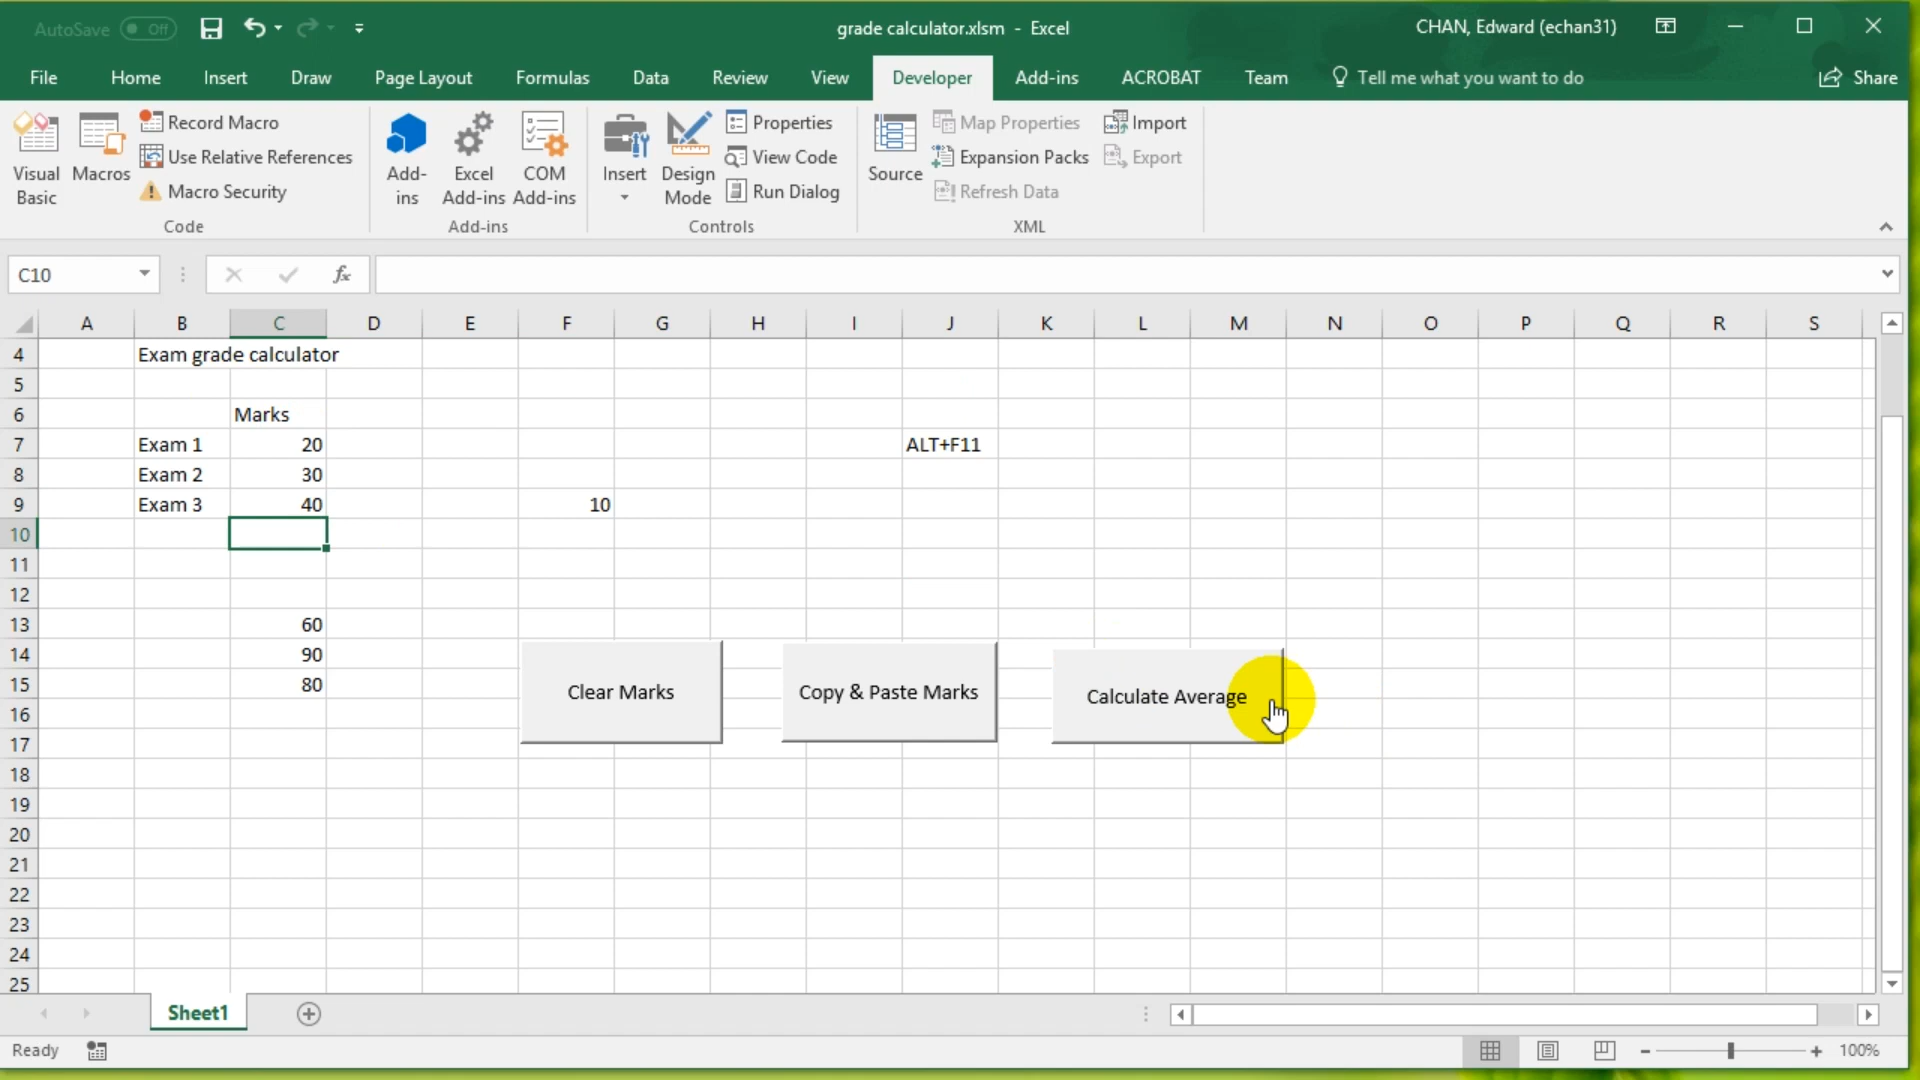 AutoSave Off
grade calculator.xlsm - Excel
CHAN, Edward (echan31)
File Home Insert Draw Page Layout Formulas Data Review View Developer Add-ins ACROBAT Team Tell me what you want to do Share
Visual Basic
Macros
Record Macro
Use Relative References
Macro Security
Code
Add-ins
Excel Add-ins
COM Add-ins
Add-ins
Insert
Design Mode
Properties
View Code
Run Dialog
Controls
Source
Map Properties
Expansion Packs
Refresh Data
Import
Export
XML
C10
fx
A B C D E F G H I J K L M N O P Q R S
4 Exam grade calculator
5
6 Marks
7 Exam 1 20 ALT+F11
8 Exam 2 30
9 Exam 3 40 10
10
11
12
13 60
14 90
15 80
16
17
18
19
20
21
22
23
24
25
Clear Marks
Copy & Paste Marks
Calculate Average
Sheet1
Ready
100%